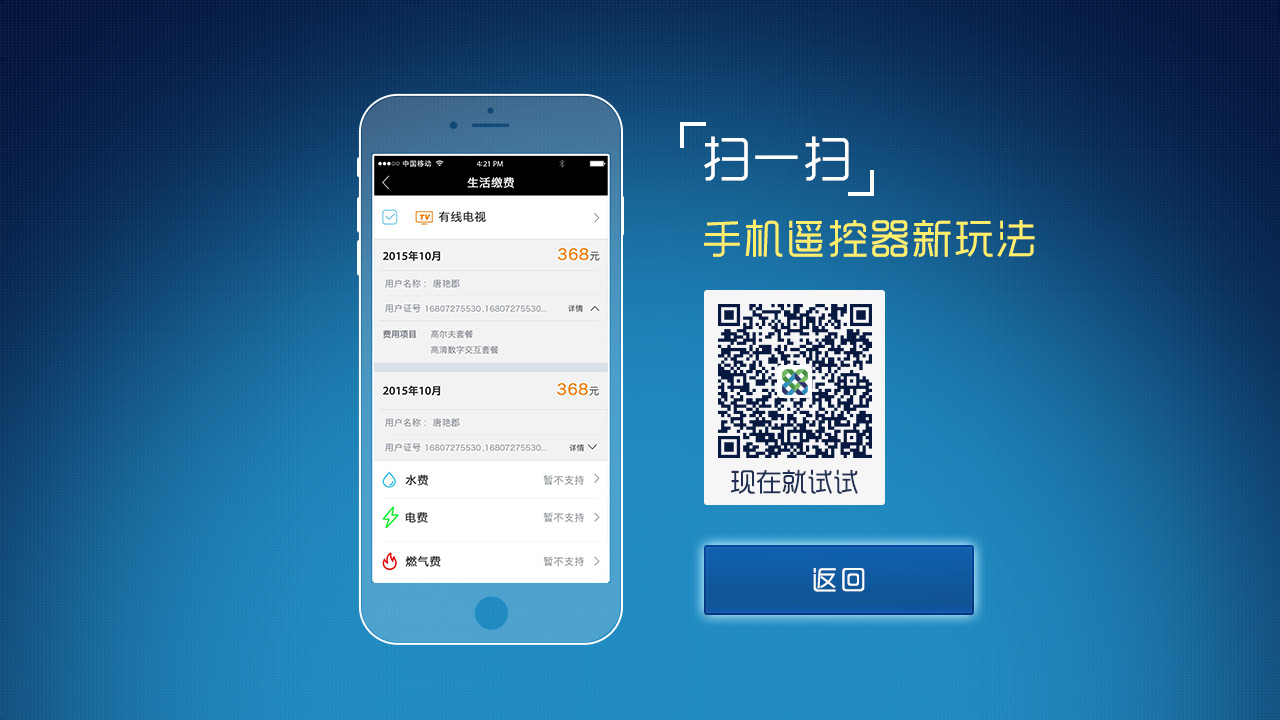 中国移动 4:21 PM
生活缴费
TV 有线电视
2015年10月 368元
用户名称： 唐艳郡
用户证号 16807275530,16807275530... 详情
费用项目 高尔夫套餐
高清数字交互套餐
2015年10月 368元
用户名称： 唐艳郡
用户证号 16807275530,16807275530... 详情
水费 暂不支持
电费 暂不支持
燃气费 暂不支持
扫一扫
手机遥控器新玩法
现在就试试
返回